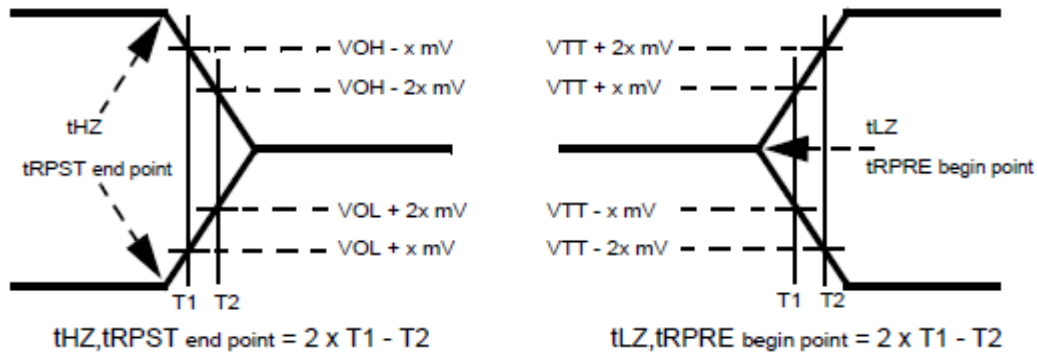 VOH - x mV
VOH - 2x mV
tHZ
tRPST end point
VOL + 2x mV
VOL + x mV
T1 T2
tHZ,tRPST end point = 2 x T1 - T2
VTT + 2x mV
VTT + x mV
tLZ
tRPRE begin point
VTT - x mV
VTT - 2x mV
T1 T2
tLZ,tRPRE begin point = 2 x T1 - T2